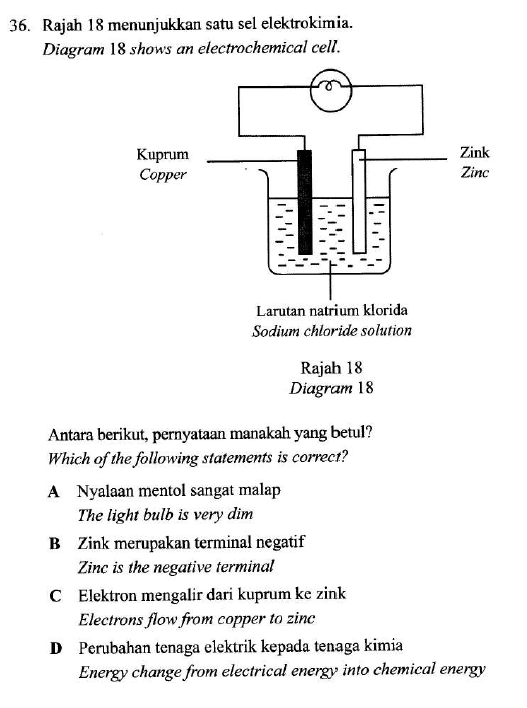 36. Rajah 18 menunjukkan satu sel elektrokimia.
Diagram 18 shows an electrochemical cell.
Kuprum
Copper
Zink
Zinc
Larutan natrium klorida
Sodium chloride solution
Rajah 18
Diagram 18
Antara berikut, pernyataan manakah yang betul?
Which of the following statements is correct?
A Nyalaan mentol sangat malap
The light bulb is very dim
B Zink merupakan terminal negatif
Zinc is the negative terminal
C Elektron mengalir dari kuprum ke zink
Electrons flow from copper to zinc
D Perubahan tenaga elektrik kepada tenaga kimia
Energy change from electrical energy into chemical energy